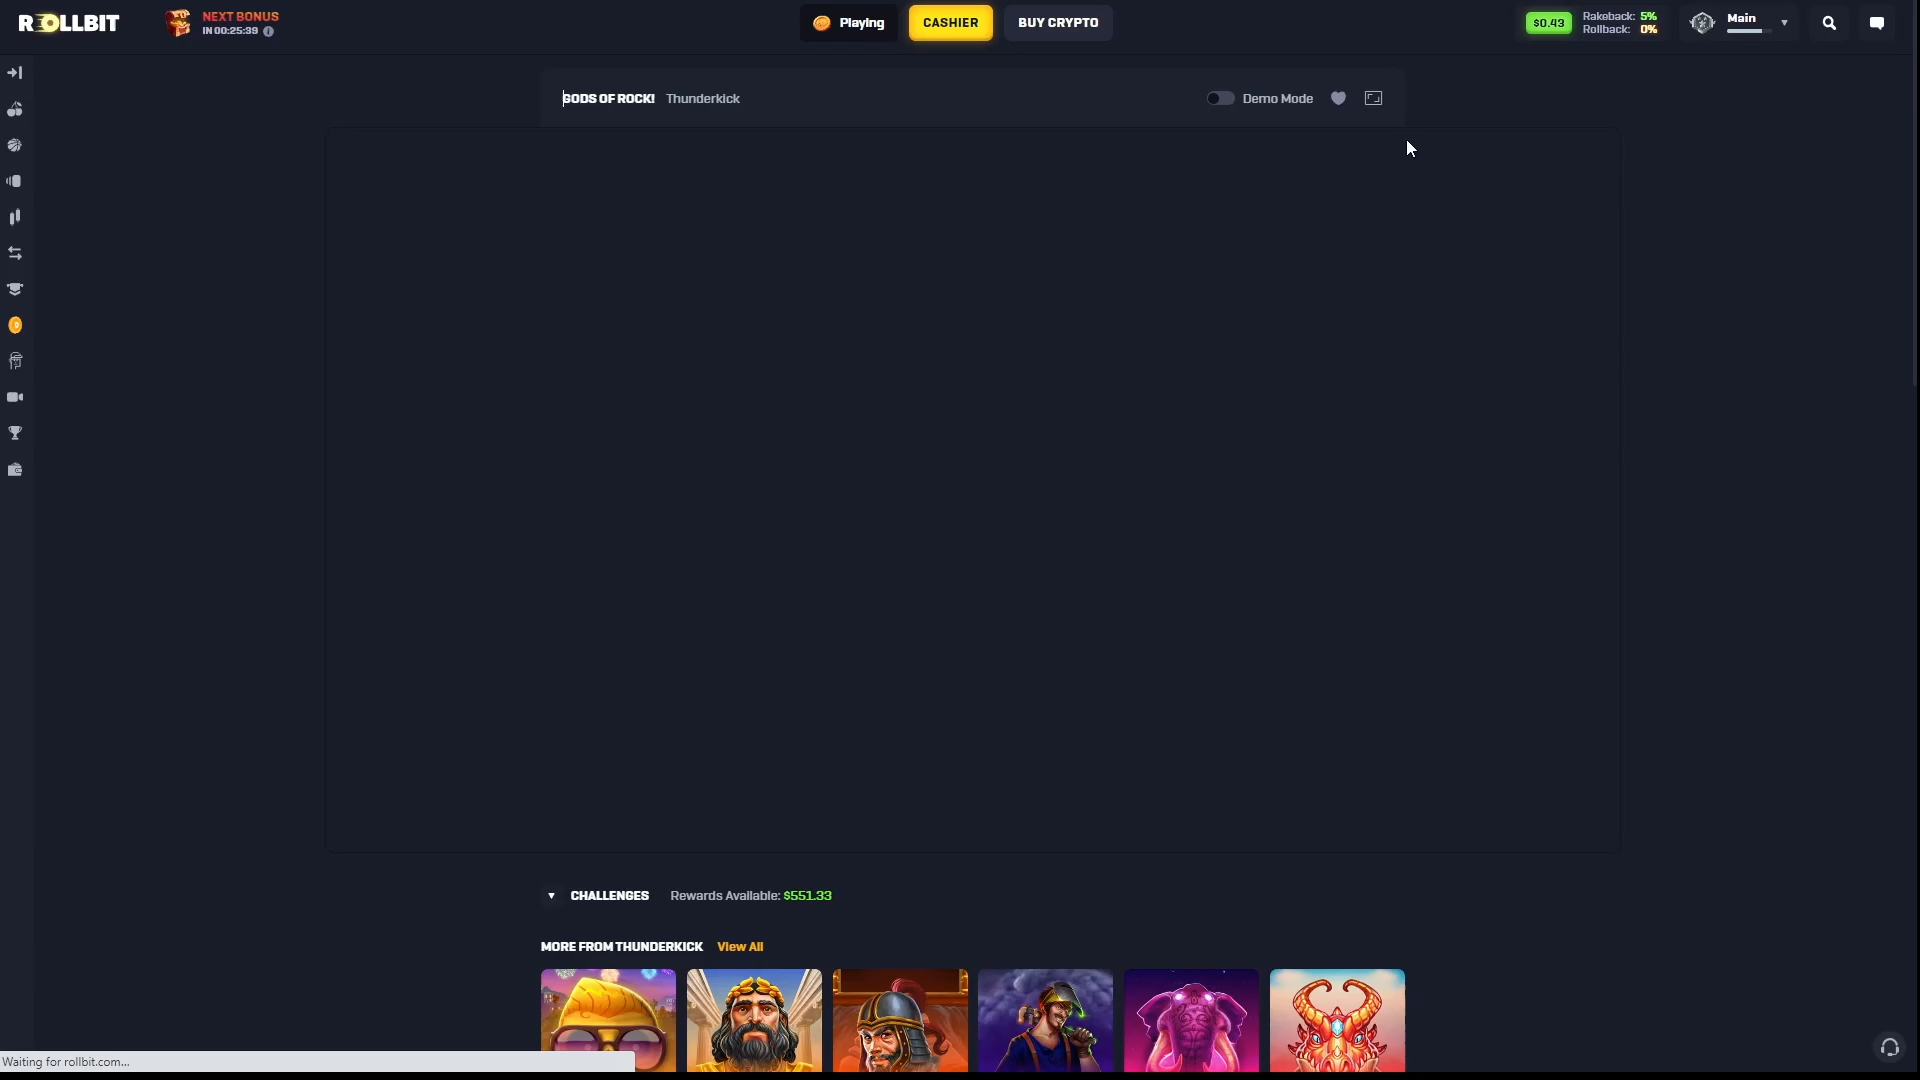 ROLLBIT
NEXT BONUS
IN 00:25:39
Playing
CASHIER
BUY CRYPTO
$0.43
Rakeback: 5%
Rollback: 0%
Main
GODS OF ROCK! Thunderkick
Demo Mode
CHALLENGES Rewards Available: $551.33
MORE FROM THUNDERKICK View All
Waiting for rollbit.com...